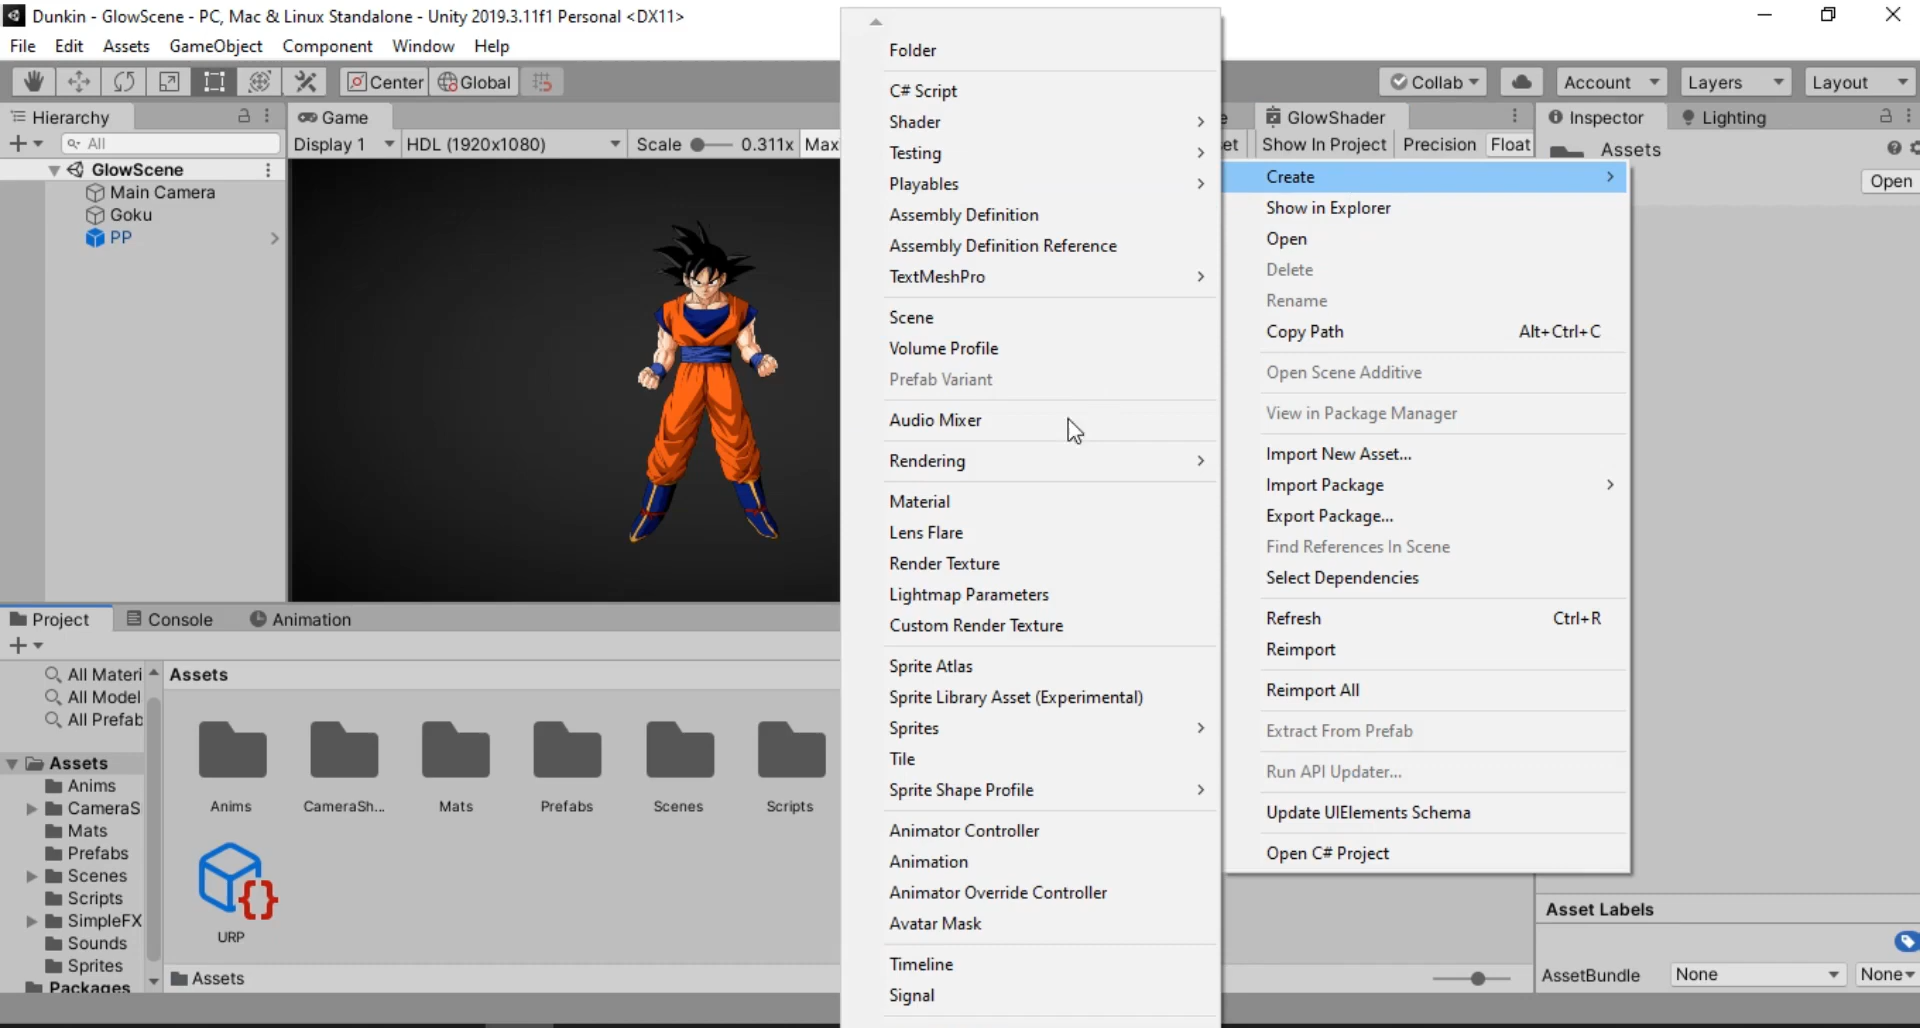 Dunkin - GlowScene - PC, Mac & Linux Standalone - Unity 2019.3.11f1 Personal <DX11>
File Edit Assets GameObject Component Window Help
Center Global Collab Account Layers Layout
Hierarchy
All
GlowScene
Main Camera
Goku
PP
Game
Display 1 HDL (1920x1080) Scale 0.311x Max
Folder
C# Script
Shader
Testing
Playables
Assembly Definition
Assembly Definition Reference
TextMeshPro
Scene
Volume Profile
Prefab Variant
Audio Mixer
Rendering
Material
Lens Flare
Render Texture
Lightmap Parameters
Custom Render Texture
Sprite Atlas
Sprite Library Asset (Experimental)
Sprites
Tile
Sprite Shape Profile
Animator Controller
Animation
Animator Override Controller
Avatar Mask
Timeline
Signal
GlowShader
Show In Project Precision Float
Create
Show in Explorer
Open
Delete
Rename
Copy Path Alt+Ctrl+C
Open Scene Additive
View in Package Manager
Import New Asset...
Import Package
Export Package...
Find References In Scene
Select Dependencies
Refresh Ctrl+R
Reimport
Reimport All
Extract From Prefab
Run API Updater...
Update UIElements Schema
Open C# Project
Inspector Lighting
Assets
Open
Project Console Animation
All Materi
All Model
All Prefab
Assets
Anims
CameraS
Mats
Prefabs
Scenes
Scripts
SimpleFX
Sounds
Sprites
Packages
Assets
Anims CameraSh... Mats Prefabs Scenes Scripts
URP
Assets
Asset Labels
AssetBundle None None